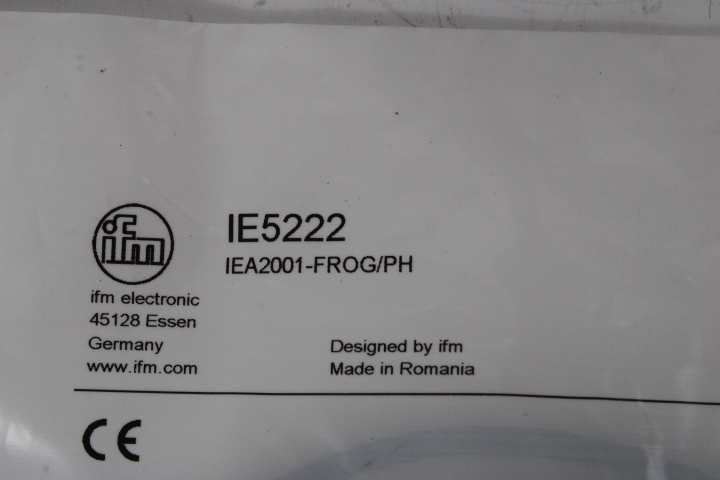 ifm
IE5222
IEA2001-FROG/PH
ifm electronic
45128 Essen
Germany
www.ifm.com
Designed by ifm
Made in Romania
CE